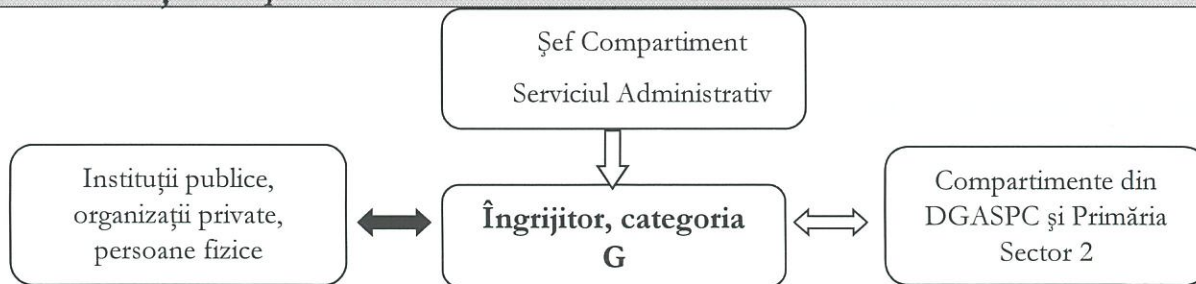 Şef Compartiment
Serviciul Administrativ
Instituţii publice,
organizaţii private,
persoane fizice
Îngrijitor, categoria
G
Compartimente din
DGASPC şi Primăria
Sector 2